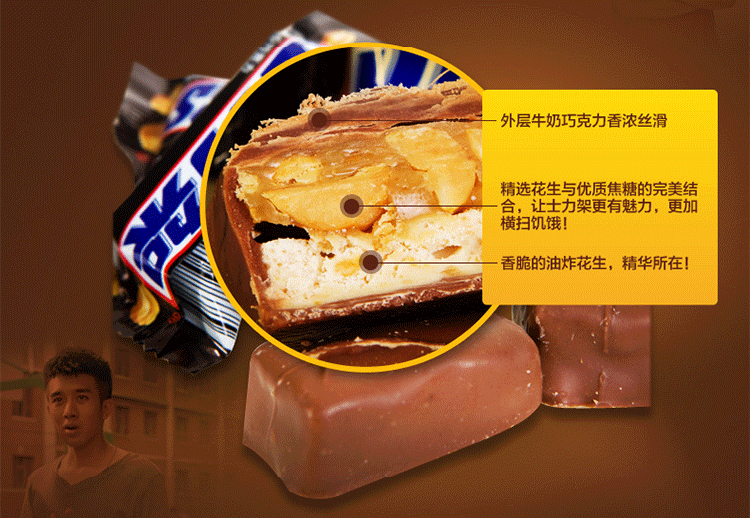 外层牛奶巧克力香浓丝滑
精选花生与优质焦糖的完美结
合，让士力架更有魅力，更加
横扫饥饿！
香脆的油炸花生，精华所在！